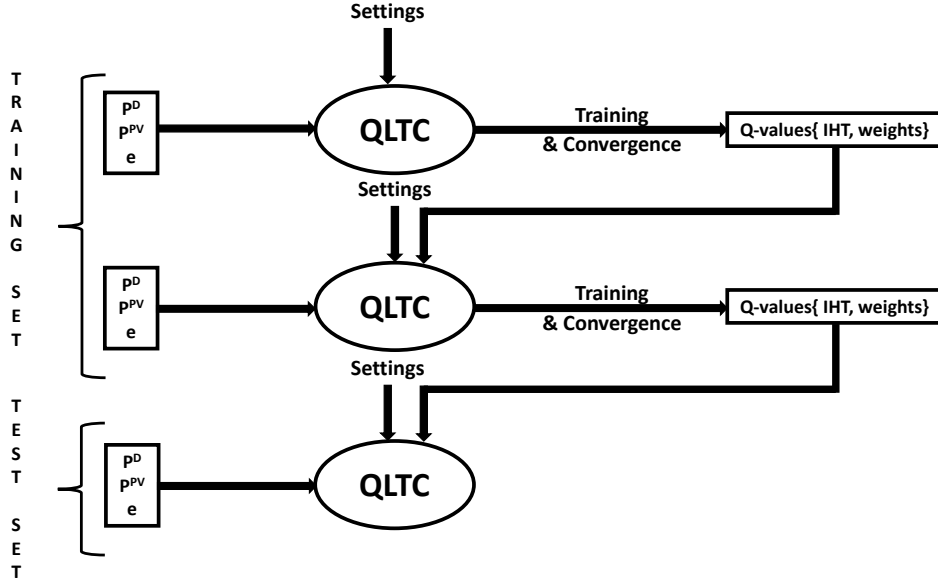 Settings
TRAINING SET
P^D
P^PV
e
QLTC
Training
& Convergence
Q-values{ IHT, weights}
Settings
P^D
P^PV
e
QLTC
Training
& Convergence
Q-values{ IHT, weights}
Settings
TEST SET
P^D
P^PV
e
QLTC